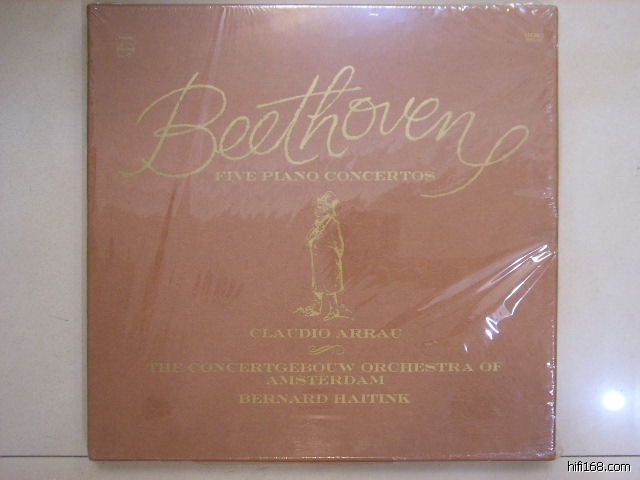 Beethoven
FIVE PIANO CONCERTOS
CLAUDIO ARRAU
THE CONCERTGEBOUW ORCHESTRA OF
AMSTERDAM
BERNARD HAITINK
hifi168.com